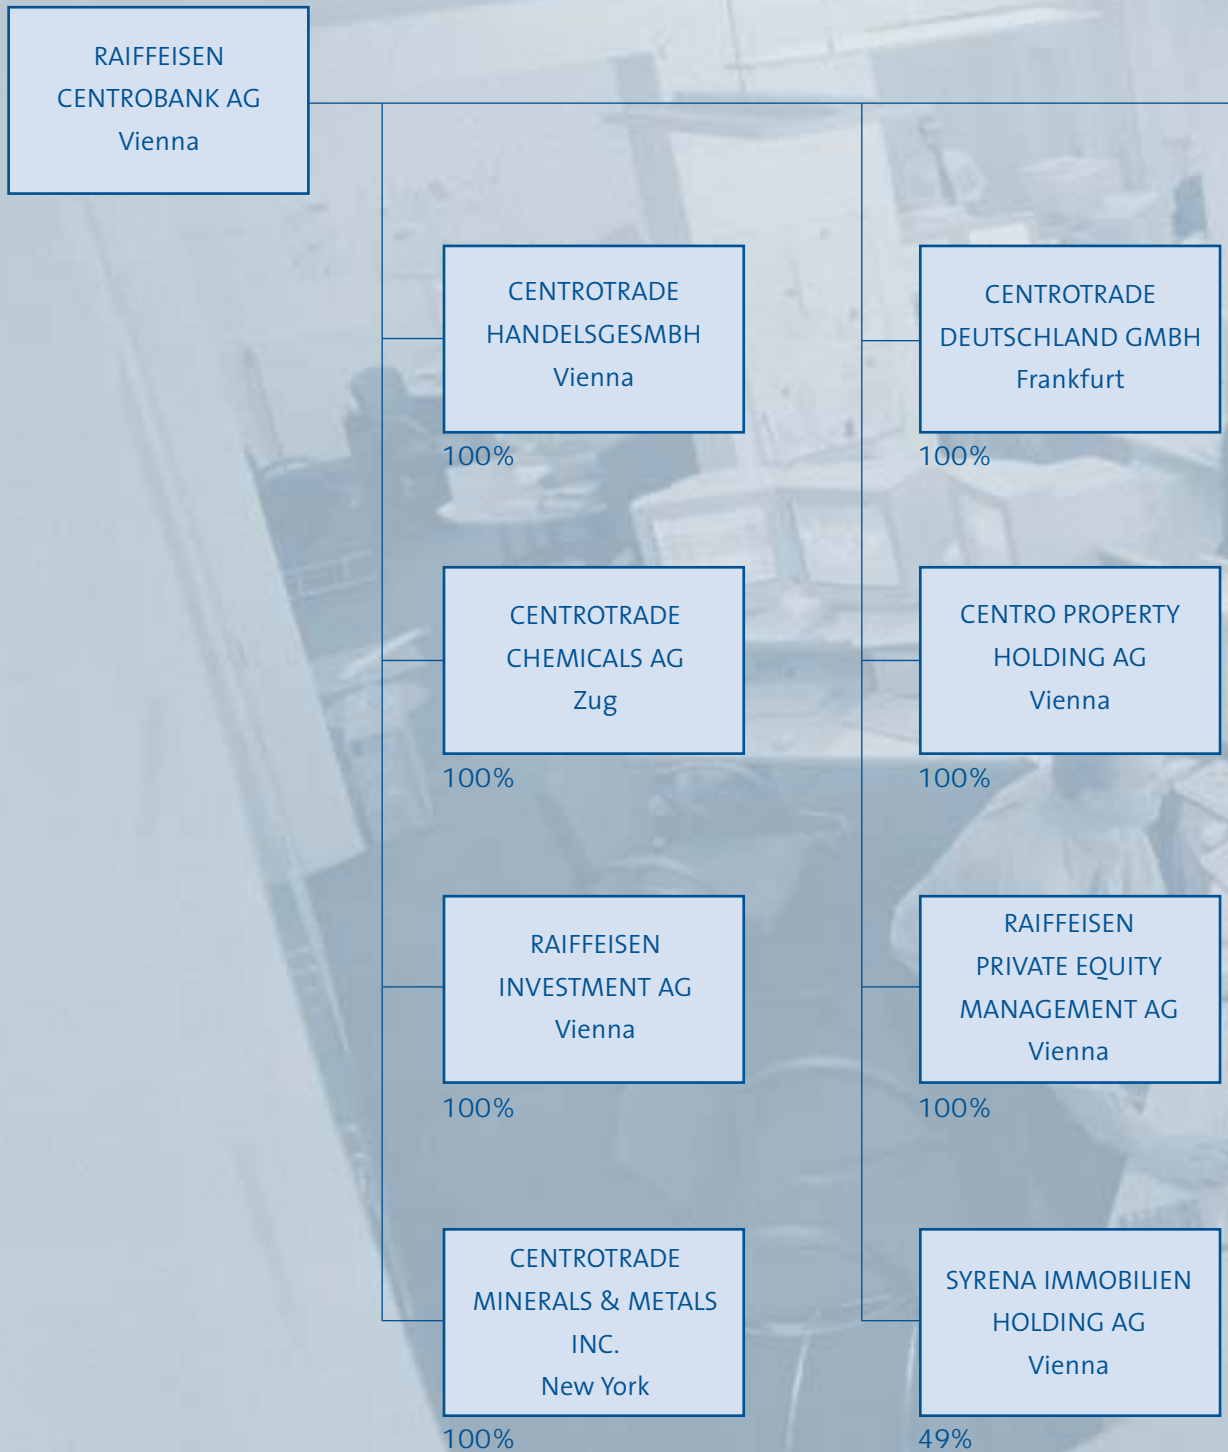 RAIFFEISEN
CENTROBANK AG
Vienna
CENTROTRADE
HANDELSGESMBH
Vienna
100%
CENTROTRADE
DEUTSCHLAND GMBH
Frankfurt
100%
CENTROTRADE
CHEMICALS AG
Zug
100%
CENTRO PROPERTY
HOLDING AG
Vienna
100%
RAIFFEISEN
INVESTMENT AG
Vienna
100%
RAIFFEISEN
PRIVATE EQUITY
MANAGEMENT AG
Vienna
100%
CENTROTRADE
MINERALS & METALS
INC.
New York
100%
SYRENA IMMOBILIEN
HOLDING AG
Vienna
49%